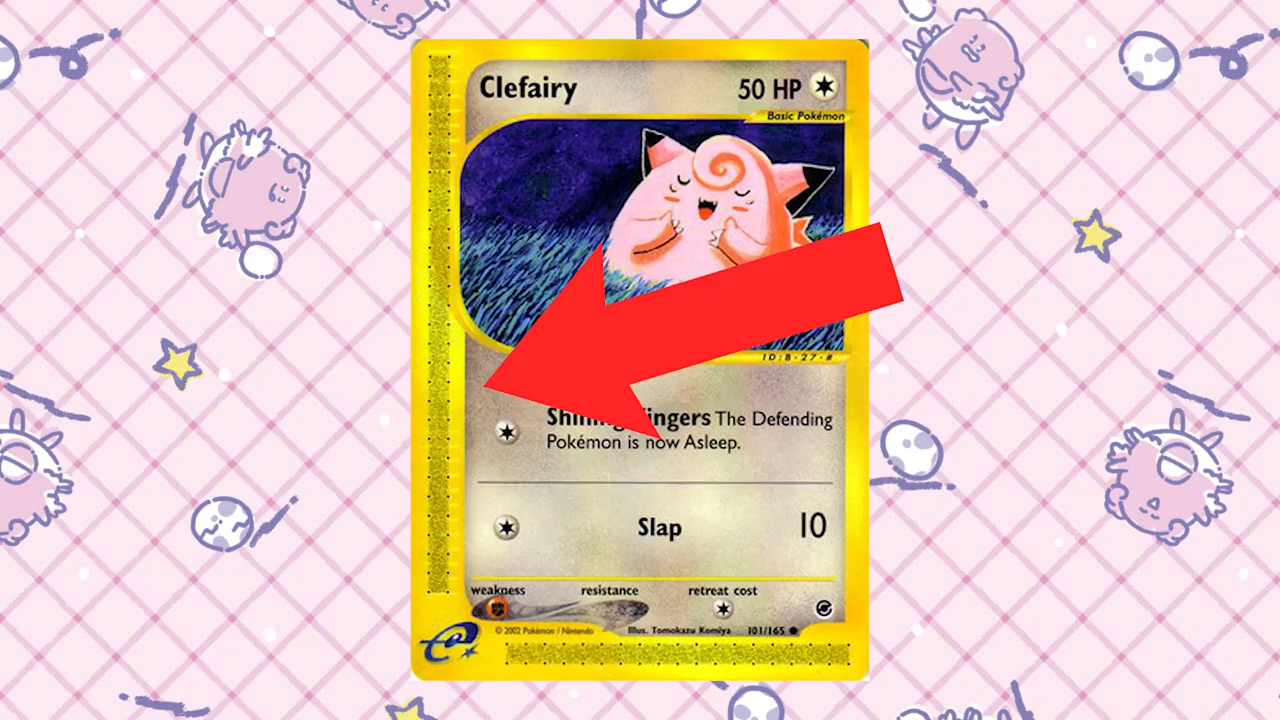 Clefairy 50 HP
Basic Pokémon
ID:B-27-#
The Defending
Pokémon is now Asleep.
Slap 10
weakness resistance retreat cost
© 2002 Pokémon / Nintendo Illus. Tomokazu Komiya 101/165
e